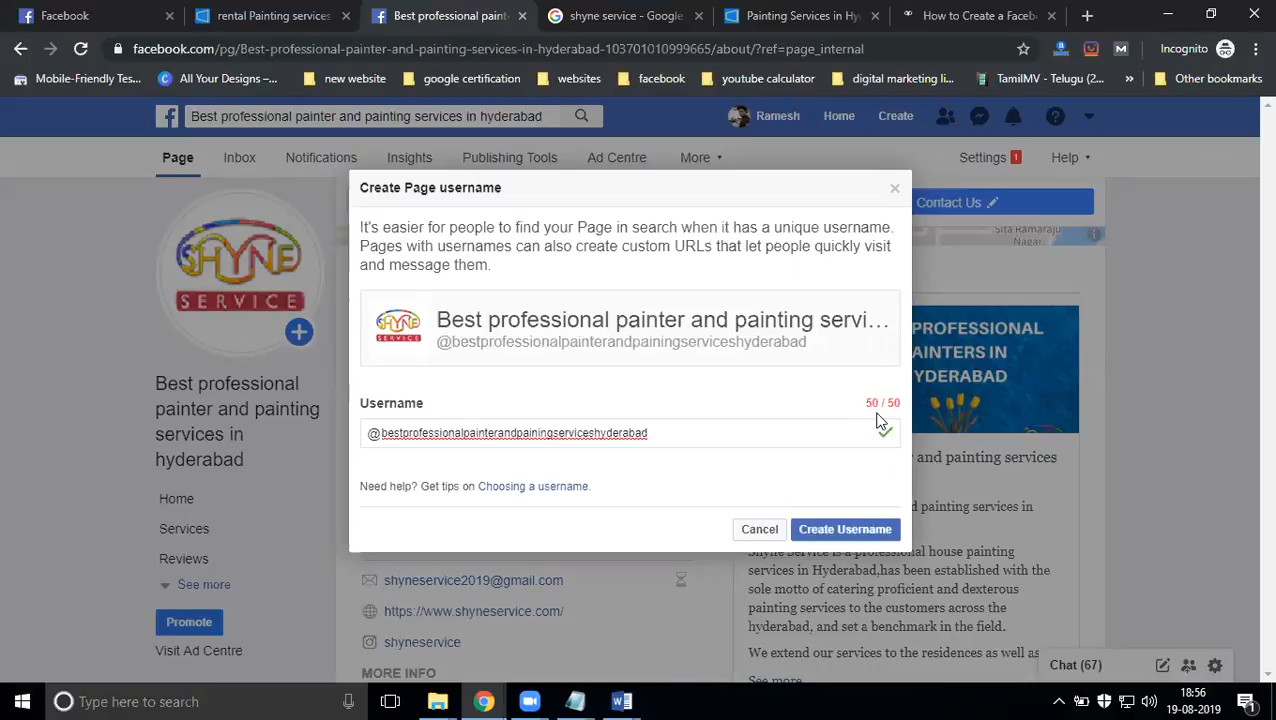 Facebook
rental Painting services
Best professional paint
shyne service - Google
Painting Services in Hy
How to Create a Faceb
facebook.com/pg/Best-professional-painter-and-painting-services-in-hyderabad-103701010999665/about/?ref=page_internal
Incognito
Mobile-Friendly Tes...
All Your Designs –...
new website
google certification
websites
facebook
youtube calculator
digital marketing li...
TamilMV - Telugu (2...
Other bookmarks
Best professional painter and painting services in hyderabad
Ramesh
Home
Create
Page
Inbox
Notifications
Insights
Publishing Tools
Ad Centre
More
Settings 1
Help
Create Page username
Contact Us
It's easier for people to find your Page in search when it has a unique username.
Pages with usernames can also create custom URLs that let people quickly visit
and message them.
Sita Ramaraju
Nagar
SHYNE
SERVICE
Best professional painter and painting servi...
@bestprofessionalpainterandpainingserviceshyderabad
PROFESSIONAL
PAINTERS IN
HYDERABAD
Best professional
painter and painting
services in
hyderabad
Username
50 / 50
@bestprofessionalpainterandpainingserviceshyderabad
Need help? Get tips on Choosing a username.
Cancel
Create Username
Home
Services
Reviews
See more
Promote
Visit Ad Centre
shyneservice2019@gmail.com
https://www.shyneservice.com/
shyneservice
MORE INFO
d painting services
d painting services in
Shyne Service is a professional house painting
services in Hyderabad,has been established with the
sole motto of catering proficient and dexterous
painting services to the customers across the
hyderabad, and set a benchmark in the field.
We extend our services to the residences as well as
See more
Chat (67)
Type here to search
18:56
19-08-2019
1